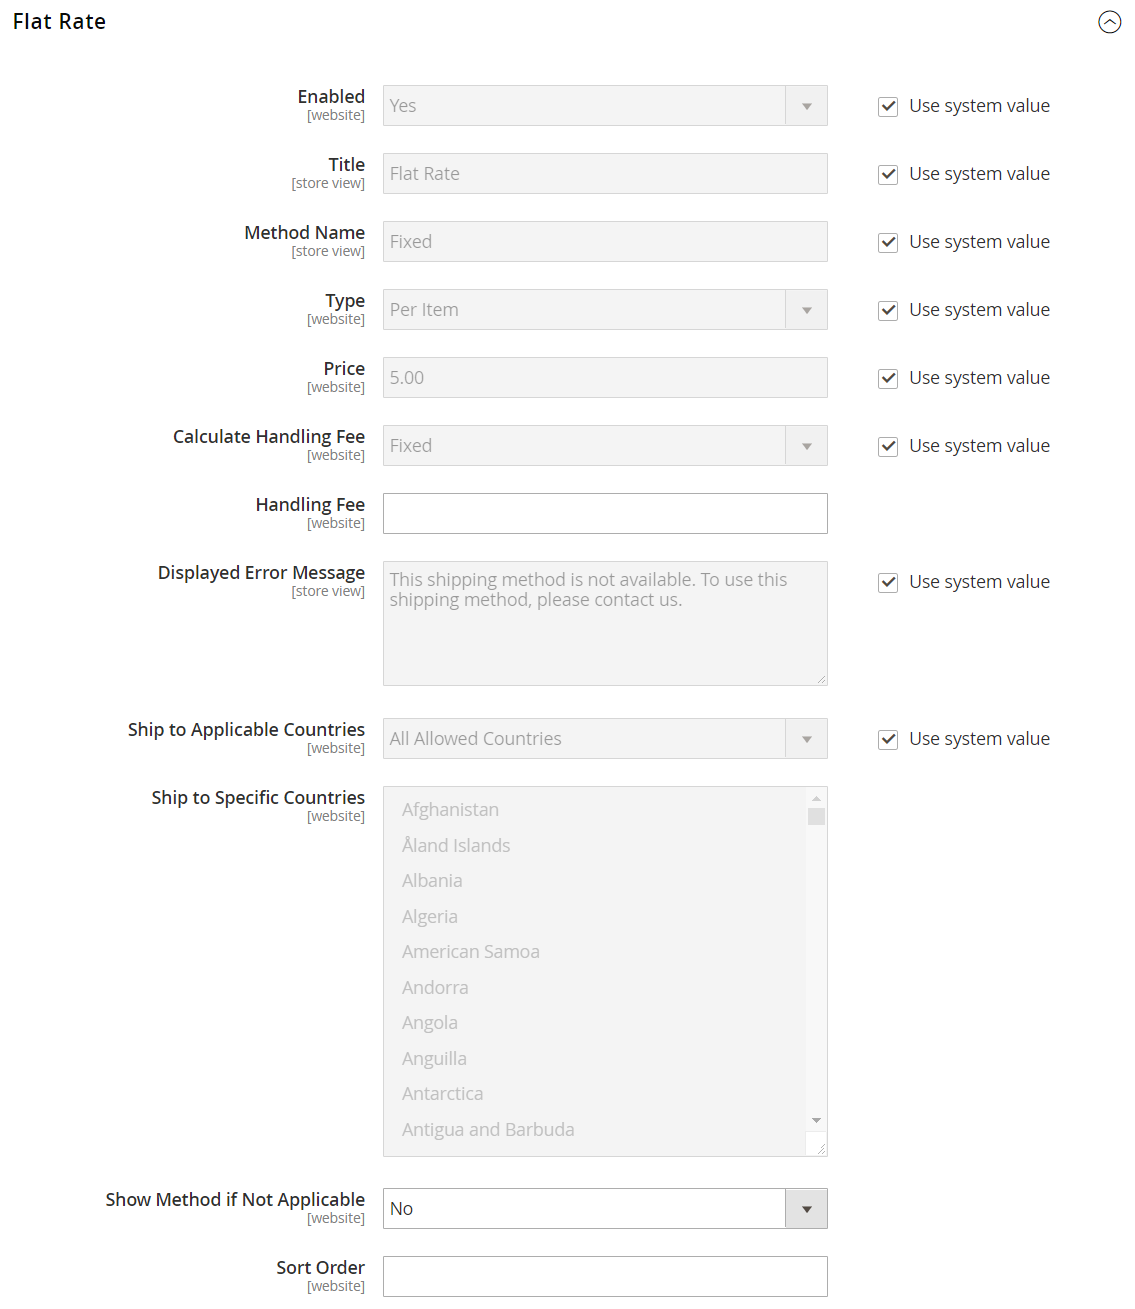 Flat Rate
Enabled
[website]
Yes
Use system value
Title
[store view]
Flat Rate
Use system value
Method Name
[store view]
Fixed
Use system value
Type
[website]
Per Item
Use system value
Price
[website]
5.00
Use system value
Calculate Handling Fee
[website]
Fixed
Use system value
Handling Fee
[website]
Displayed Error Message
[store view]
This shipping method is not available. To use this
shipping method, please contact us.
Use system value
Ship to Applicable Countries
[website]
All Allowed Countries
Use system value
Ship to Specific Countries
[website]
Afghanistan
Åland Islands
Albania
Algeria
American Samoa
Andorra
Angola
Anguilla
Antarctica
Antigua and Barbuda
Show Method if Not Applicable
[website]
No
Sort Order
[website]